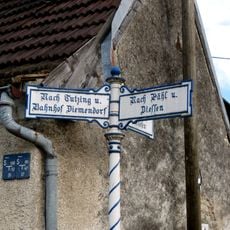 Nach Tutzing u.
Bahnhof Diemendorf
Nach Pähl u.
Diessen